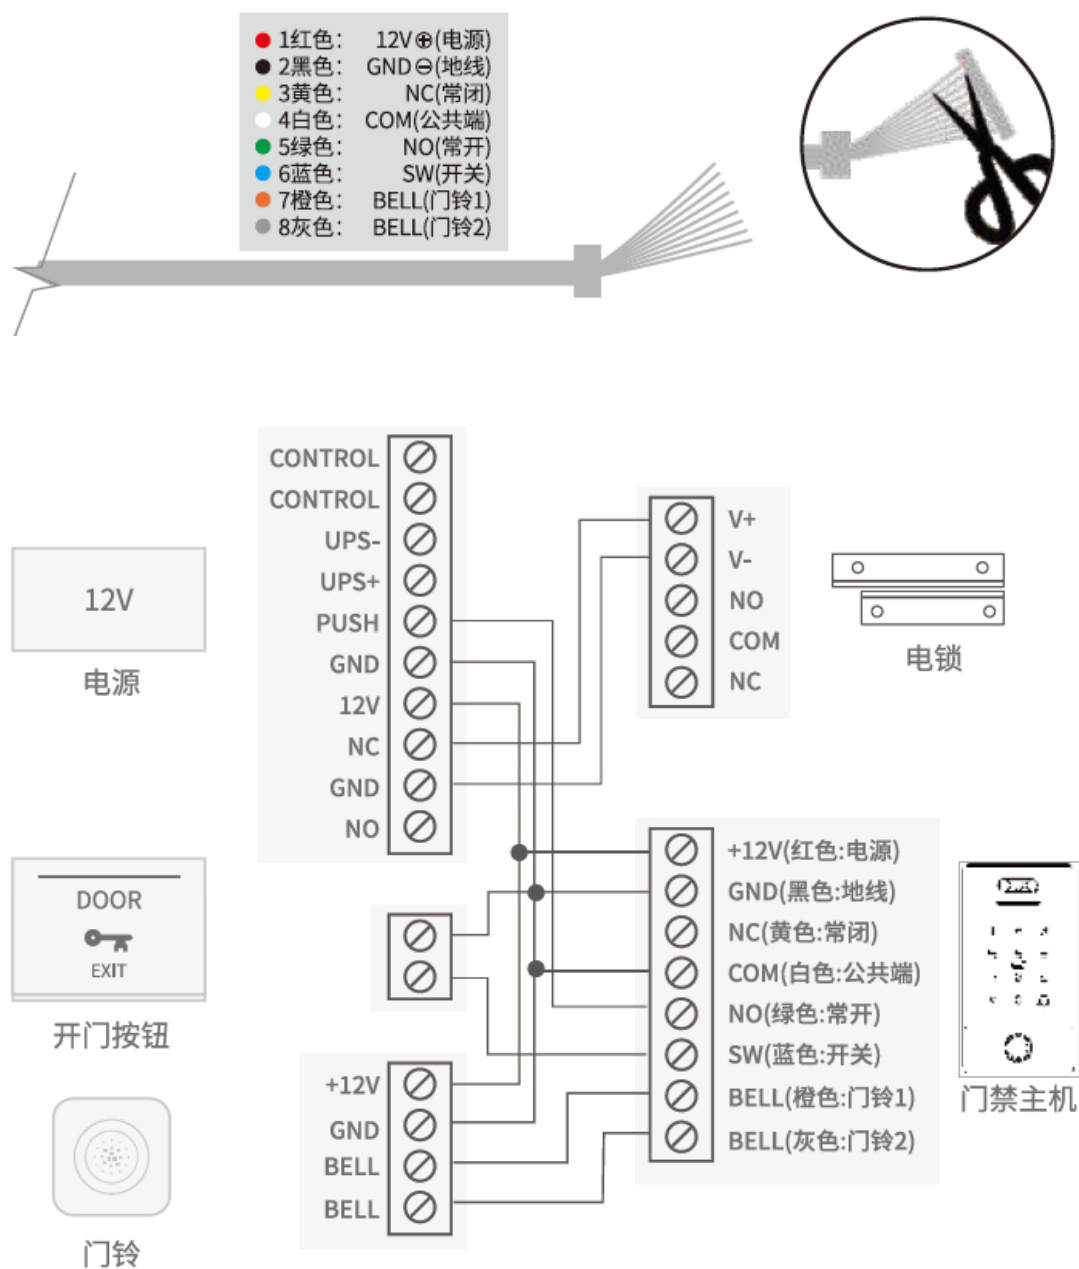 1红色： 12V⊕(电源)
2黑色： GND⊖(地线)
3黄色： NC(常闭)
4白色： COM(公共端)
5绿色： NO(常开)
6蓝色： SW(开关)
7橙色： BELL(门铃1)
8灰色： BELL(门铃2)
12V
电源
CONTROL
CONTROL
UPS-
UPS+
PUSH
GND
12V
NC
GND
NO
V+
V-
NO
COM
NC
电锁
DOOR
EXIT
开门按钮
+12V(红色:电源)
GND(黑色:地线)
NC(黄色:常闭)
COM(白色:公共端)
NO(绿色:常开)
SW(蓝色:开关)
BELL(橙色:门铃1)
BELL(灰色:门铃2)
门禁主机
+12V
GND
BELL
BELL
门铃